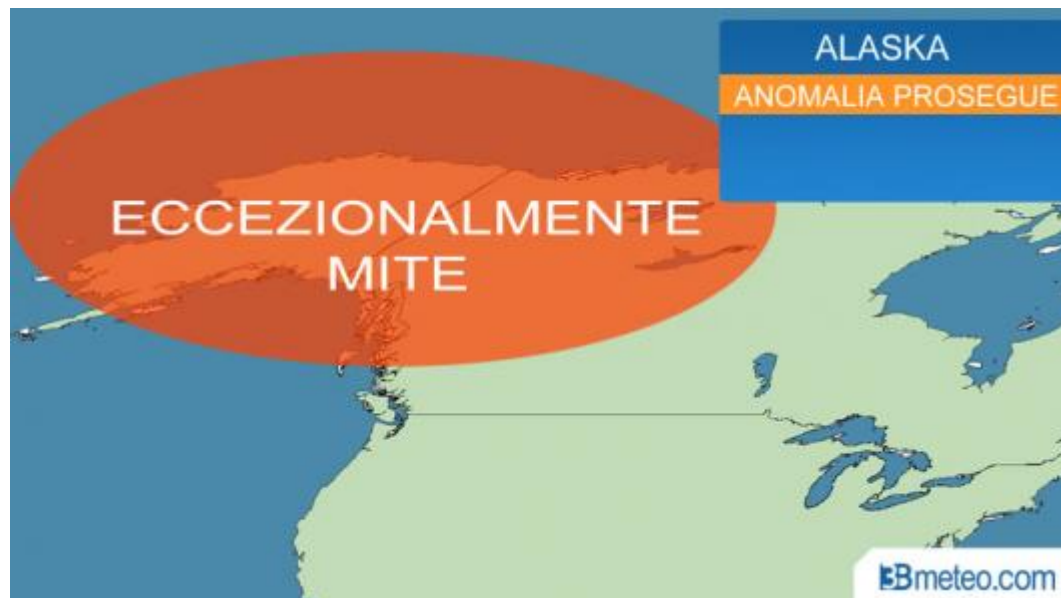 ALASKA
ANOMALIA PROSEGUE
ECCEZIONALMENTE
MITE
3Bmeteo.com